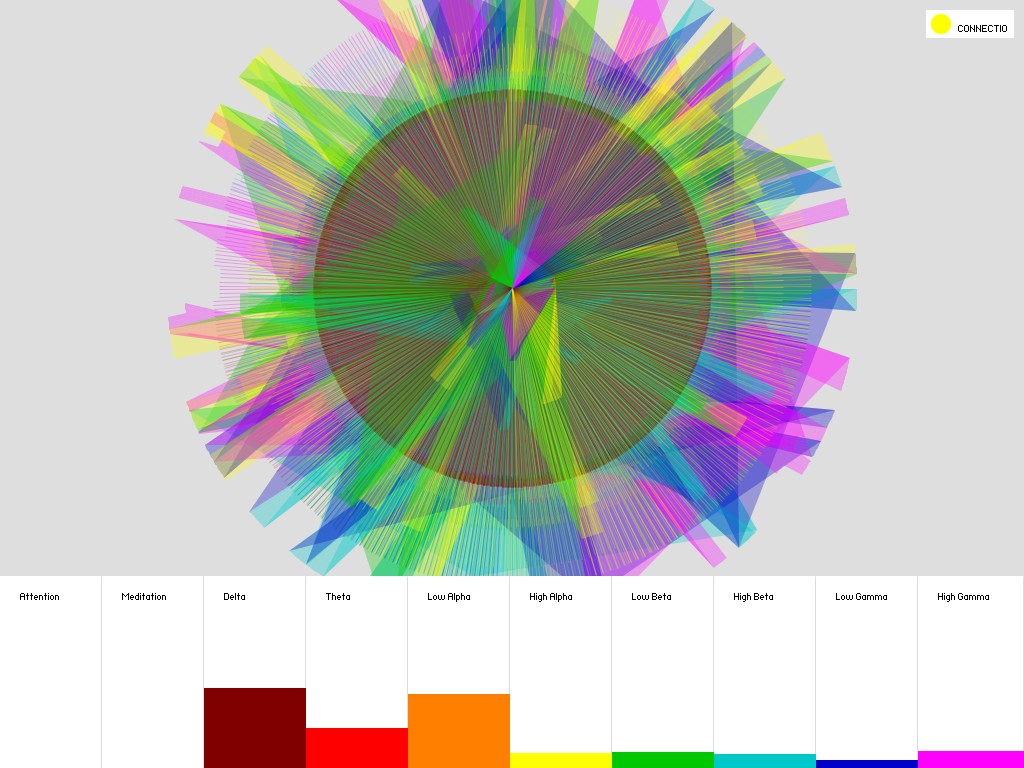 CONNECTIO
Attention
Meditation
Delta
Theta
Low Alpha
High Alpha
Low Beta
High Beta
Low Gamma
High Gamma